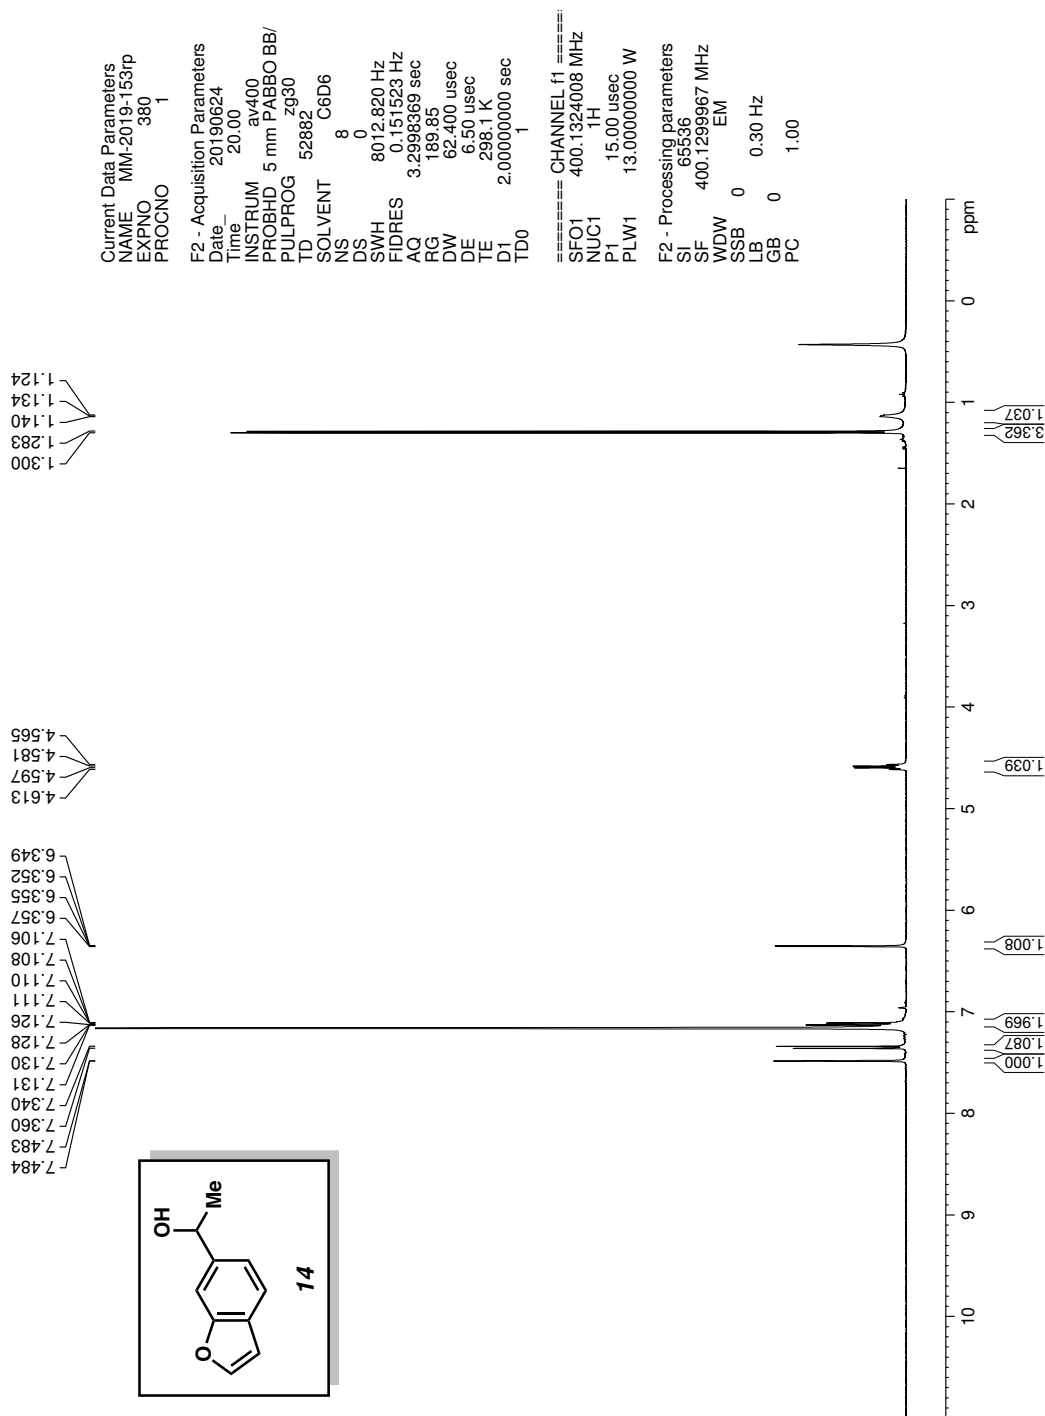 Current Data Parameters
NAME MM-2019-153rp
EXPNO 380
PROCNO 1
F2 - Acquisition Parameters
Date_ 20190624
Time 20.00
INSTRUM av400
PROBHD 5 mm PABBO BB/
PULPROG zg30
TD 52882
SOLVENT C6D6
NS 8
DS 0
SWH 8012.820 Hz
FIDRES 0.151523 Hz
AQ 3.2998369 sec
RG 189.85
DW 62.400 usec
DE 6.50 usec
TE 298.1 K
D1 2.00000000 sec
TD0 1
======= CHANNEL f1 ======
SFO1 400.1324008 MHz
NUC1 1H
P1 15.00 usec
PLW1 13.00000000 W
F2 - Processing parameters
SI 65536
SF 400.1299967 MHz
WDW EM
SSB 0
LB 0.30 Hz
GB 0
PC 1.00
7.484
7.483
7.360
7.340
7.131
7.130
7.128
7.126
7.111
7.110
7.108
7.106
6.357
6.355
6.352
6.349
4.613
4.597
4.581
4.565
1.300
1.283
1.140
1.134
1.124
OH
Me
O
14
10 9 8 7 6 5 4 3 2 1 0 ppm
1.000
1.087
1.969
1.008
1.039
3.362
1.037